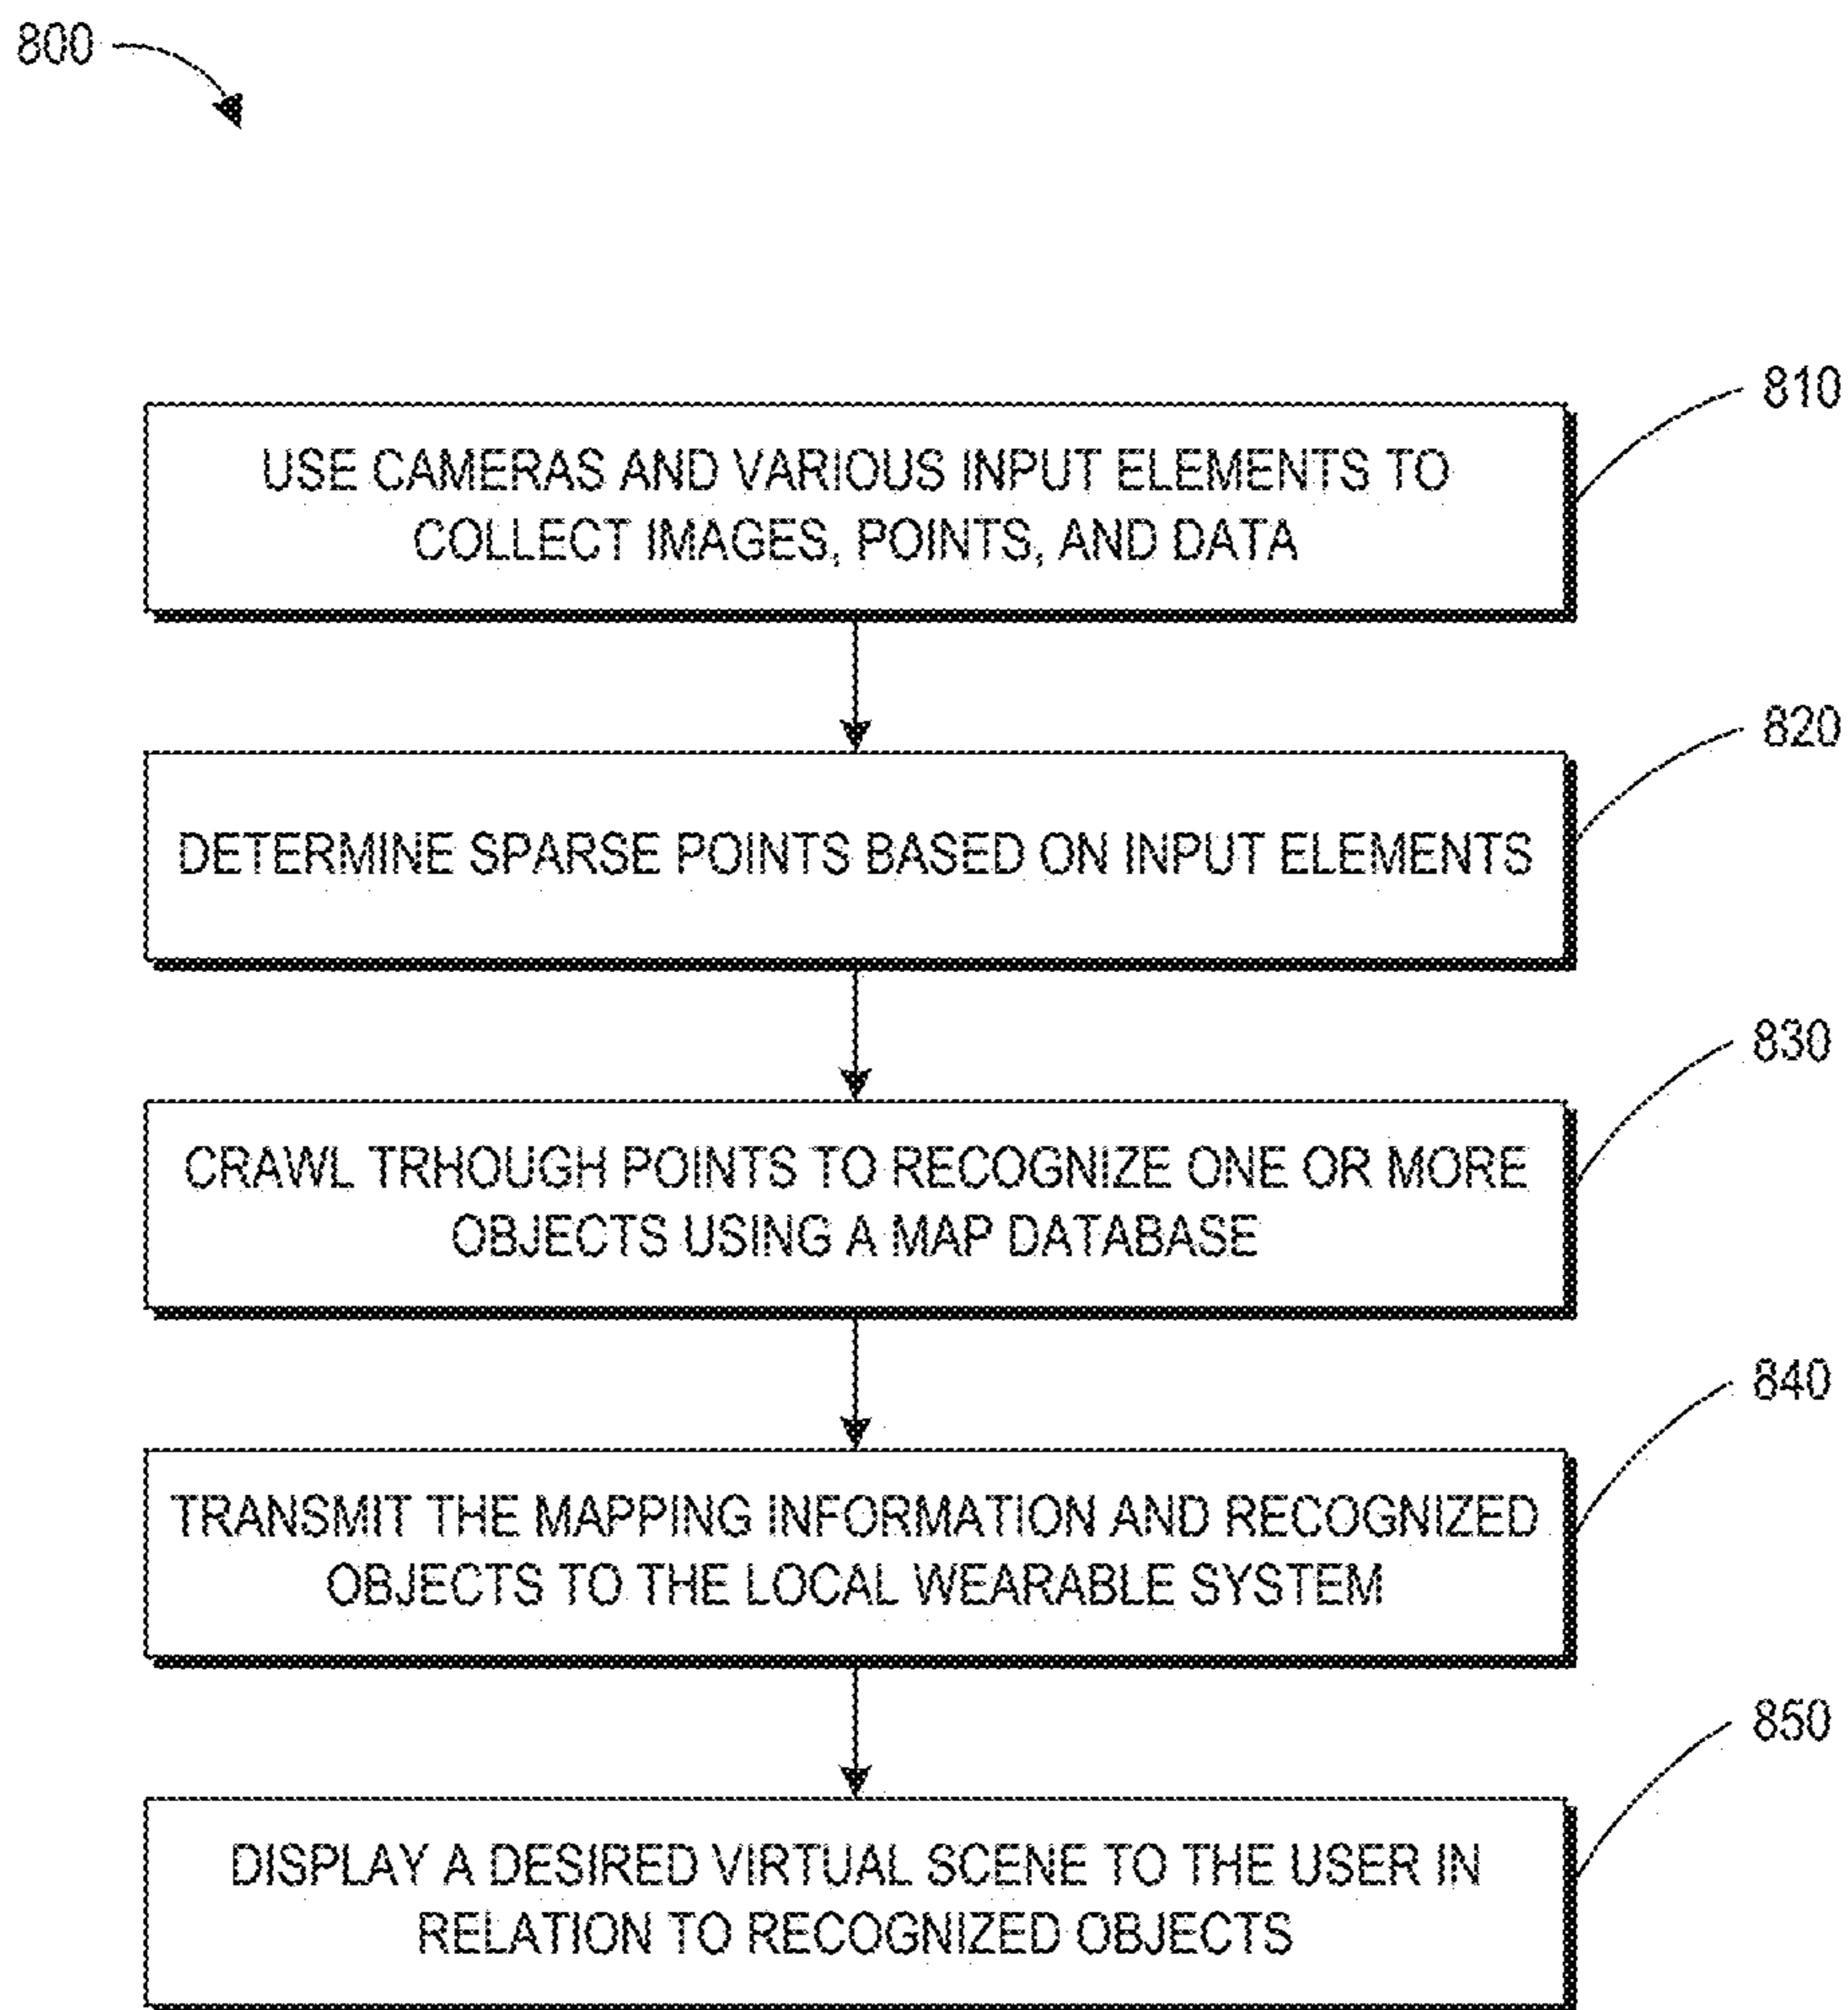 800
810
USE CAMERAS AND VARIOUS INPUT ELEMENTS TO
COLLECT IMAGES, POINTS, AND DATA
820
DETERMINE SPARSE POINTS BASED ON INPUT ELEMENTS
830
CRAWL TRHOUGH POINTS TO RECOGNIZE ONE OR MORE
OBJECTS USING A MAP DATABASE
840
TRANSMIT THE MAPPING INFORMATION AND RECOGNIZED
OBJECTS TO THE LOCAL WEARABLE SYSTEM
850
DISPLAY A DESIRED VIRTUAL SCENE TO THE USER IN
RELATION TO RECOGNIZED OBJECTS